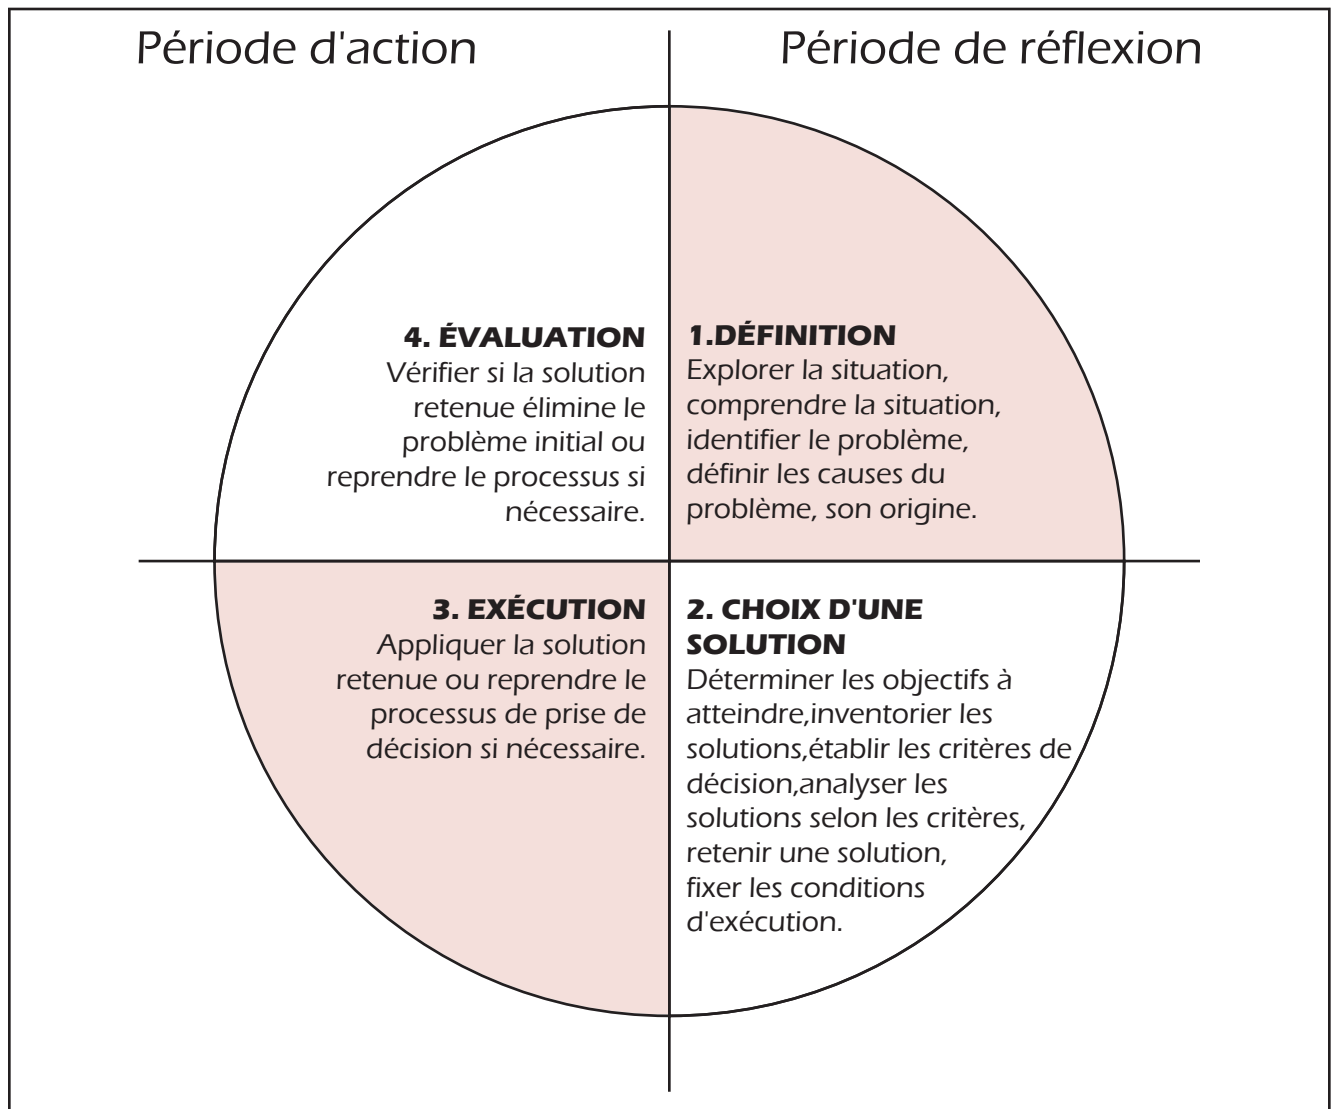 Période d'action
Période de réflexion
4. ÉVALUATION
Vérifier si la solution
retenue élimine le
problème initial ou
reprendre le processus si
nécessaire.
1.DÉFINITION
Explorer la situation,
comprendre la situation,
identifier le problème,
définir les causes du
problème, son origine.
3. EXÉCUTION
Appliquer la solution
retenue ou reprendre le
processus de prise de
décision si nécessaire.
2. CHOIX D'UNE
SOLUTION
Déterminer les objectifs à
atteindre,inventorier les
solutions,établir les critères de
décision,analyser les
solutions selon les critères,
retenir une solution,
fixer les conditions
d'exécution.